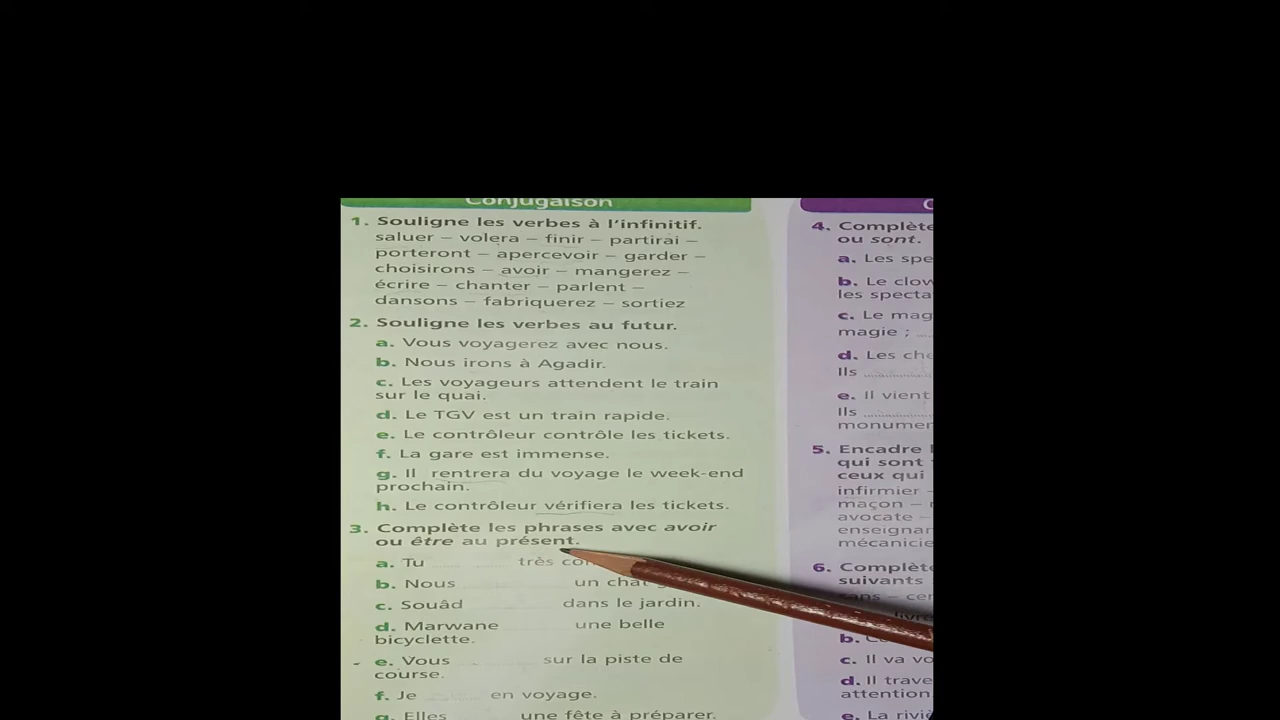 Conjugaison
1. Souligne les verbes à l'infinitif.
saluer – volera – finir – partirai –
porteront – apercevoir – garder –
choisirons – avoir – mangerez –
écrire – chanter – parlent –
dansons – fabriquerez – sortiez
2. Souligne les verbes au futur.
a. Vous voyagerez avec nous.
b. Nous irons à Agadir.
c. Les voyageurs attendent le train
sur le quai.
d. Le TGV est un train rapide.
e. Le contrôleur contrôle les tickets.
f. La gare est immense.
g. Il rentrera du voyage le week-end
prochain.
h. Le contrôleur vérifiera les tickets.
3. Complète les phrases avec avoir
ou être au présent.
a. Tu très
b. Nous un chat
c. Souâd dans le jardin.
d. Marwane une belle
bicyclette.
e. Vous sur la piste de
course.
f. Je en voyage.
g. Elles une fête à préparer.
4. Complète
ou sont.
a. Les
b. Le
les
c. Le
magie ;
d. Les
Ils
e. Il vient
Ils
5. Encadre
qui sont
ceux qui
infirmier –
maçon –
avocate –
6. Complète
suivants
b.
c. Il va
d. Il
attention
e. La